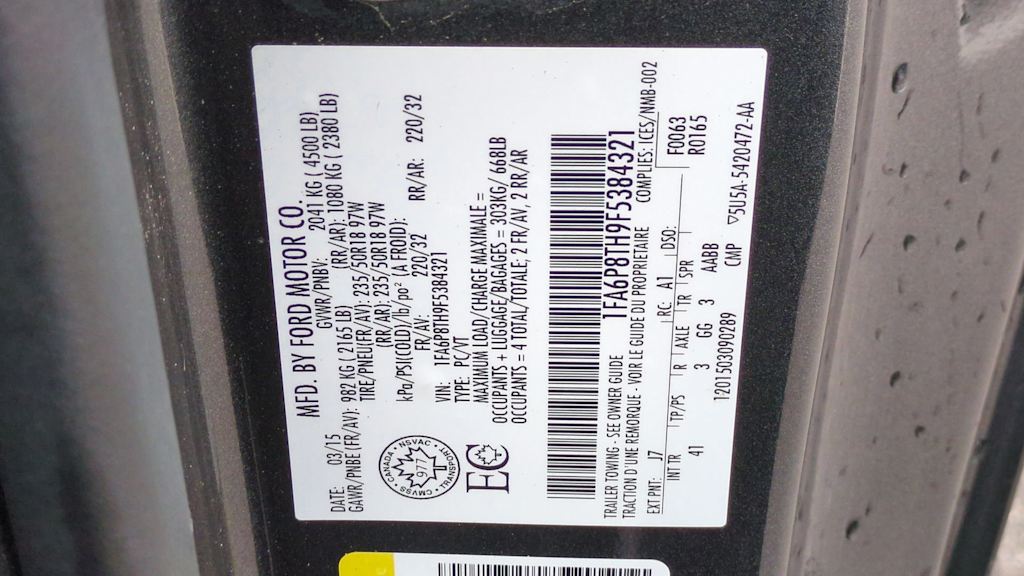 MFD. BY FORD MOTOR CO.
DATE: 03/15 GVWR/PNBV: 2041 KG ( 4500 LB)
GAWR/PNBE (FR/AV): 982 KG 2165 LB) (RR/AR): 1080 KG ( 2380 LB)
TIRE/PNEU(FR/AV): 235/50R18 97W
(RR/AR): 235/50R18 97W
kPa/PSI(COLD)/lb/po² (A FROID):
FR/AV: 220/32 RR/AR: 220/32
VIN: 1FA6P8TH9F5384321
TYPE: PC/VT
MAXIMUM LOAD/CHARGE MAXIMALE =
OCCUPANTS + LUGGAGE/BAGGAGES = 303KG/ 668LB
OCCUPANTS = 4 TOTAL/TOTALE; 2 FR/AV, 2 RR/AR
CMVSS • CANADA • NSVAC • TRANSPORT •
977
T
EC
1FA6P8TH9F5384321
TRAILER TOWING - SEE OWNER GUIDE COMPLIES: ICES/NMB-002
TRACTION D'UNE REMORQUE - VOIR LE GUIDE DU PROPRIETAIRE
EXT PNT: J7 RC: A1 DSO: F0063
R0165
INT TR TP/PS R AXLE TR SPR
41 3 GG 3 AABB
CMP ▽5U5A-5420472-AA
120150309028​9